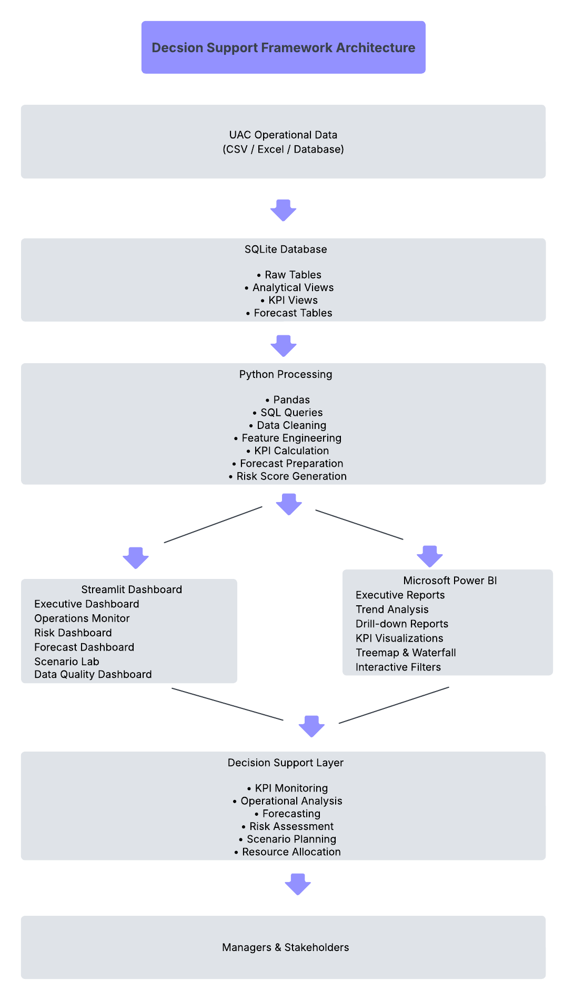 Decsion Support Framework Architecture
UAC Operational Data
(CSV / Excel / Database)
SQLite Database
• Raw Tables
• Analytical Views
• KPI Views
• Forecast Tables
Python Processing
• Pandas
• SQL Queries
• Data Cleaning
• Feature Engineering
• KPI Calculation
• Forecast Preparation
• Risk Score Generation
Streamlit Dashboard
Executive Dashboard
Operations Monitor
Risk Dashboard
Forecast Dashboard
Scenario Lab
Data Quality Dashboard
Microsoft Power BI
Executive Reports
Trend Analysis
Drill-down Reports
KPI Visualizations
Treemap & Waterfall
Interactive Filters
Decision Support Layer
• KPI Monitoring
• Operational Analysis
• Forecasting
• Risk Assessment
• Scenario Planning
• Resource Allocation
Managers & Stakeholders